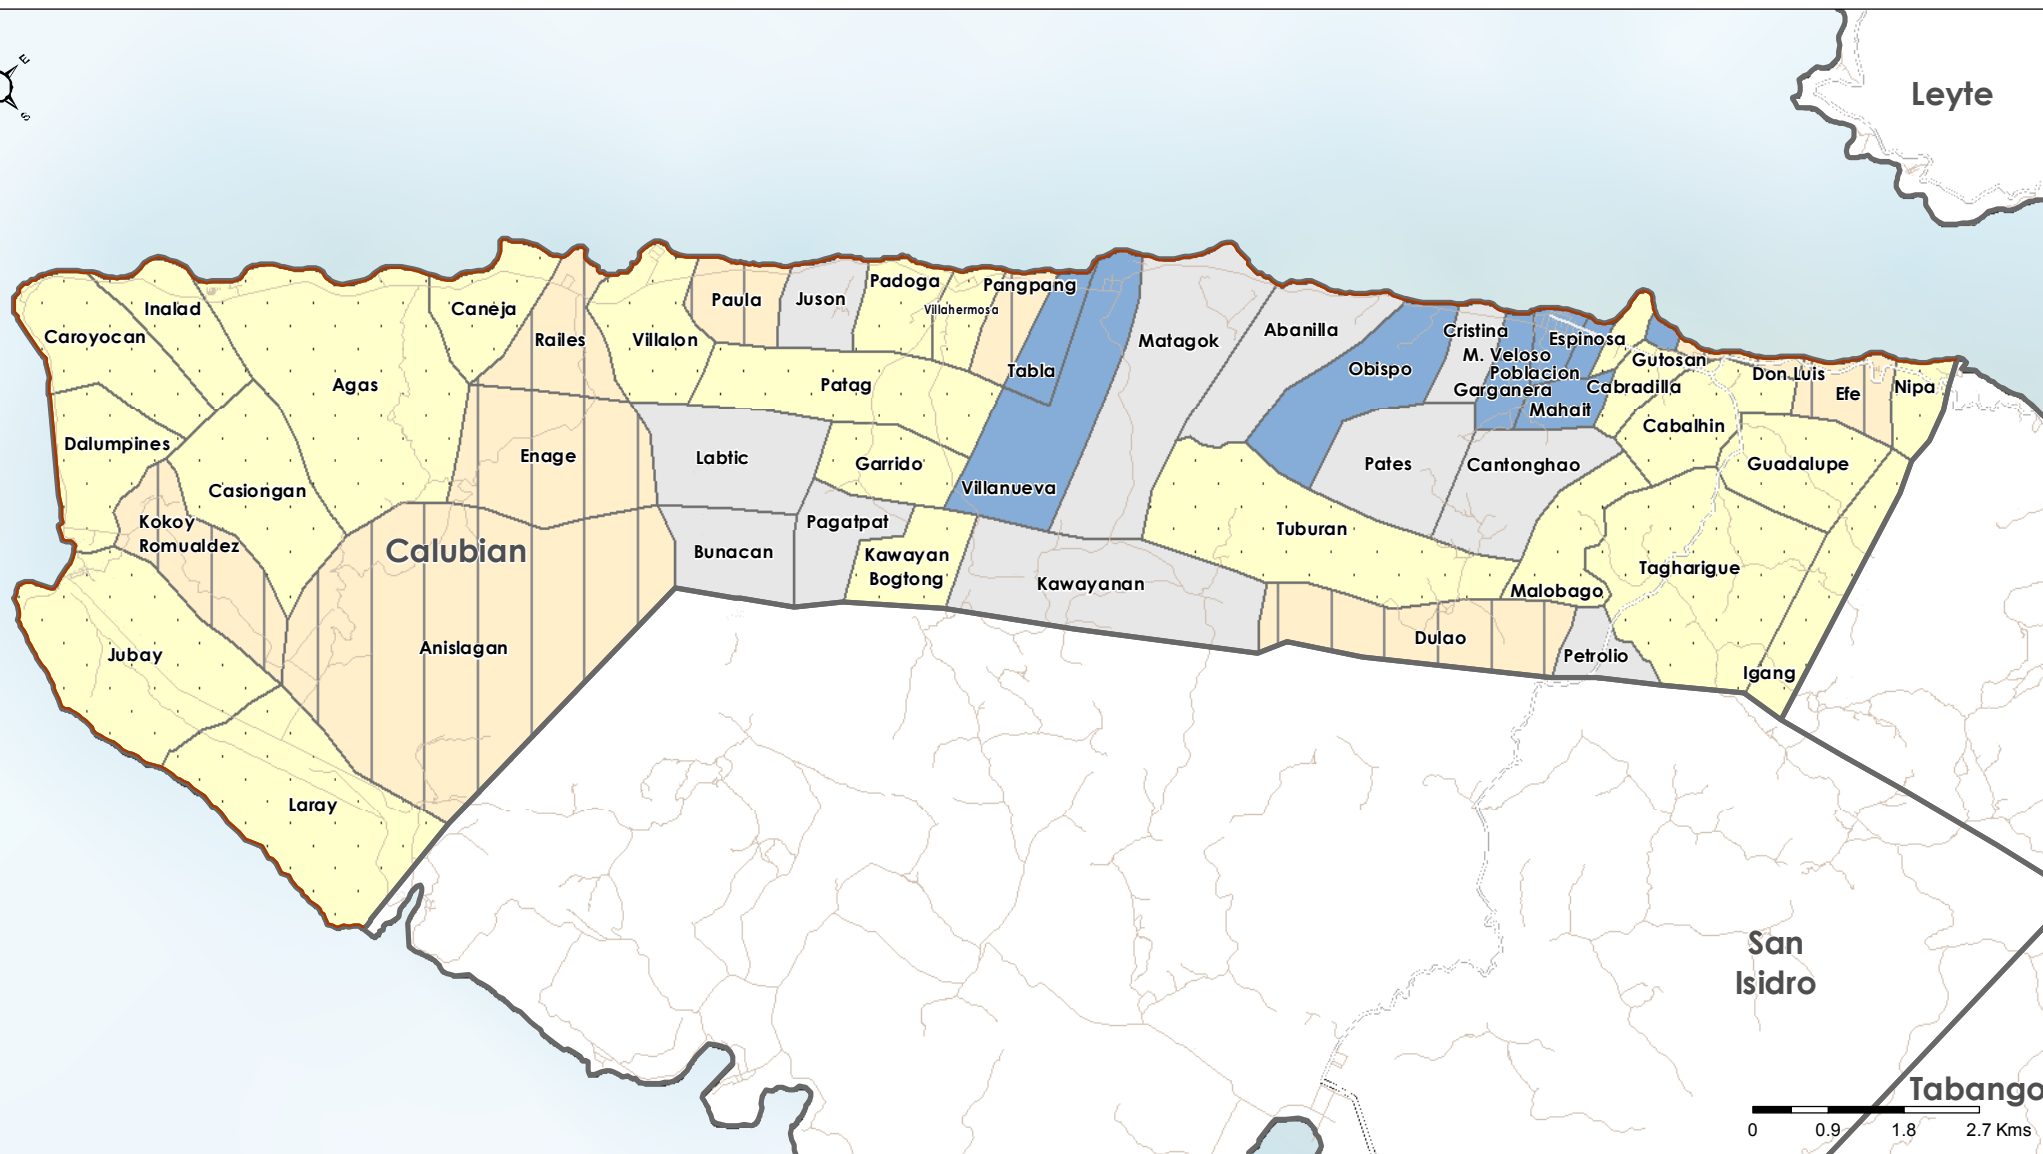 E
S
Leyte
Caroyocan
Inalad
Agas
Caneja
Railes
Villalon
Paula
Juson
Padoga
Villahermosa
Pangpang
Tabla
Matagok
Abanilla
Obispo
Cristina
M. Veloso
Poblacion
Garganera
Mahait
Espinosa
Gutosan
Cabradilla
Don Luis
Efe
Nipa
Dalumpines
Casiongan
Kokoy
Romualdez
Calubian
Enage
Labtic
Patag
Garrido
Villanueva
Pates
Cantonghao
Cabalhin
Guadalupe
Bunacan
Pagatpat
Kawayan
Bogtong
Kawayanan
Tuburan
Malobago
Tagharigue
Jubay
Anislagan
Dulao
Petrolio
Igang
Laray
San
Isidro
Tabango
0 0.9 1.8 2.7 Kms